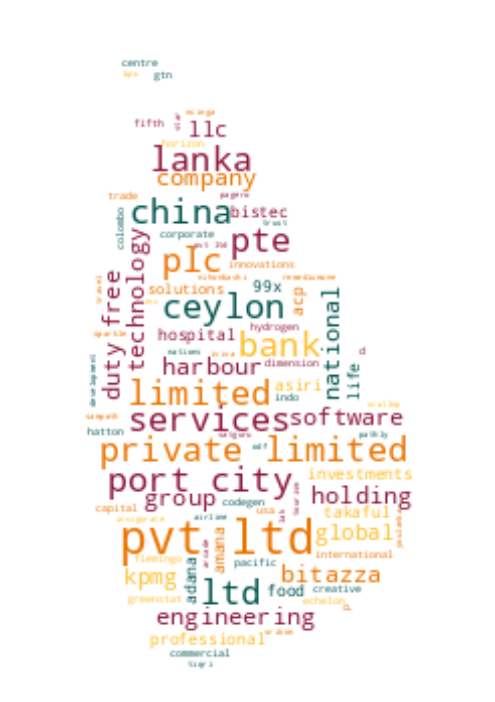 centre
gtn
fifth
llc
horizon
lanka
company
trade
china
bistec
colombo
corporate
pte
plc
technology
innovations
duty free
solutions
99x
acp
ceylon
national
hydrogen
hospital
bank
harbour
dimension
life
limited
asiri
indo
services
software
hatton
private limited
port city
investments
group
holding
codegen
capital
usa
takaful
airline
pvt ltd
global
amana
international
flamingo
pacific
kpmg
adana
bitazza
ltd
food
creative
greenstat
echelon
engineering
professional
commercial